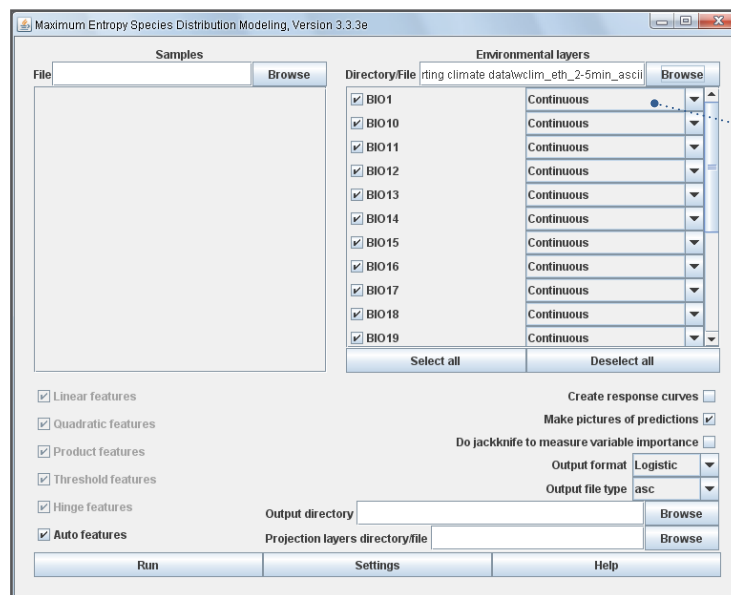 Maximum Entropy Species Distribution Modeling, Version 3.3.3e
Samples
File Browse
Environmental layers
Directory/File rting climate data\wclim_eth_2-5min_ascii Browse
BIO1 Continuous
BIO10 Continuous
BIO11 Continuous
BIO12 Continuous
BIO13 Continuous
BIO14 Continuous
BIO15 Continuous
BIO16 Continuous
BIO17 Continuous
BIO18 Continuous
BIO19 Continuous
Select all Deselect all
Linear features
Quadratic features
Product features
Threshold features
Hinge features
Auto features
Create response curves
Make pictures of predictions
Do jackknife to measure variable importance
Output format Logistic
Output file type asc
Output directory Browse
Projection layers directory/file Browse
Run Settings Help